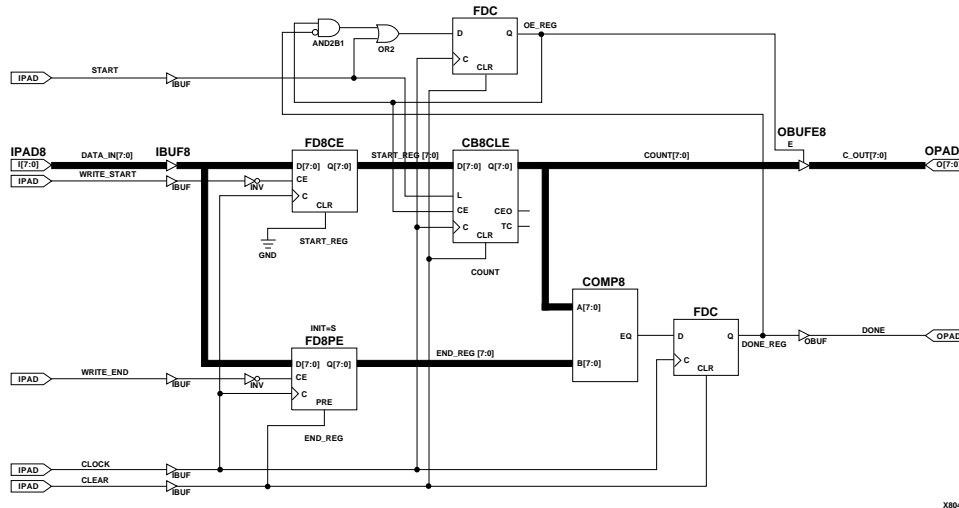 FDC
OE_REG
D
Q
AND2B1
OR2
C
CLR
IPAD
START
IBUF
OBUFE8
E
IPAD8
I[7:0]
DATA_IN[7:0]
IBUF8
FD8CE
D[7:0]
Q[7:0]
CE
C
CLR
START_REG [7:0]
CB8CLE
D[7:0]
Q[7:0]
L
CE
C
CEO
TC
CLR
COUNT[7:0]
C_OUT[7:0]
OPAD
O[7:0
IPAD
WRITE_START
IBUF
INV
GND
START_REG
COUNT
COMP8
A[7:0]
EQ
B[7:0]
FDC
D
Q
C
CLR
DONE_REG
OBUF
DONE
OPAD
INIT=S
FD8PE
D[7:0]
Q[7:0]
CE
C
PRE
END_REG [7:0]
END_REG
IPAD
WRITE_END
IBUF
INV
IPAD
CLOCK
IBUF
IPAD
CLEAR
IBUF
X804